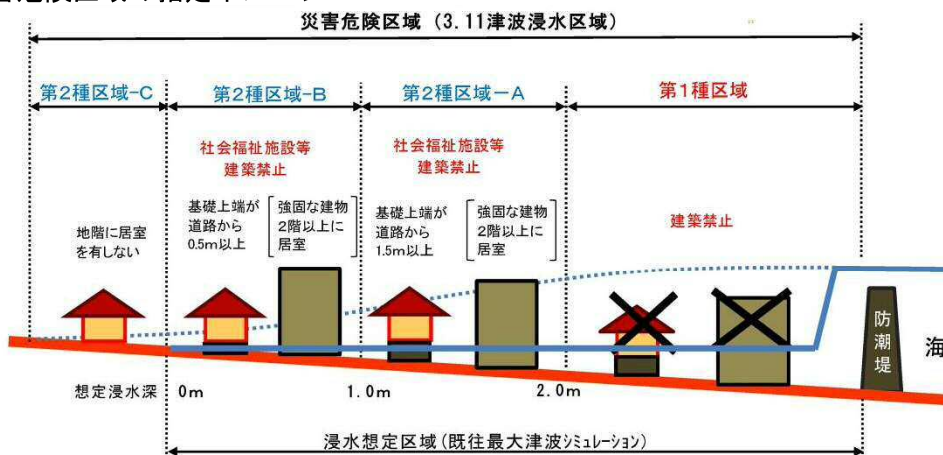 災害危険区域（3.11津波浸水区域）
第2種区域-C
第2種区域-B
第2種区域－A
第1種区域
社会福祉施設等
建築禁止
社会福祉施設等
建築禁止
建築禁止
地階に居室
を有しない
基礎上端が
道路から
0.5m以上
強固な建物
2階以上に
居室
基礎上端が
道路から
1.5m以上
強固な建物
2階以上に
居室
防潮堤
海
想定浸水深
0m
1.0m
2.0m
浸水想定区域(既往最大津波ｼﾐｭﾚｰｼｮﾝ)